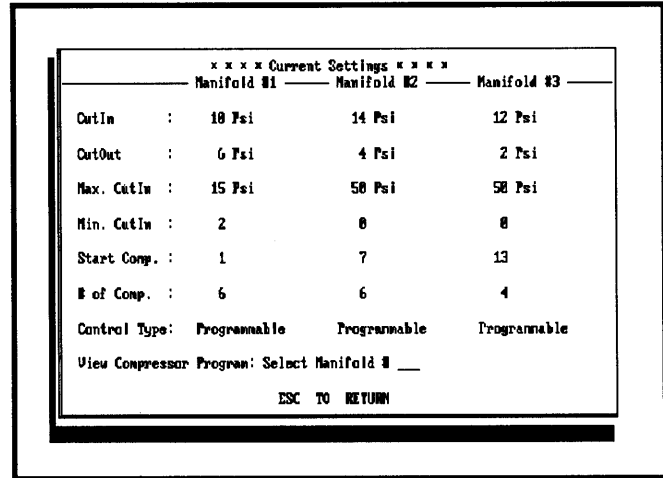 x x x x Current Settings x x x x
Manifold #1 Manifold #2 Manifold #3
CutIn : 10 Psi 14 Psi 12 Psi
CutOut : 6 Psi 4 Psi 2 Psi
Max. CutIn : 15 Psi 50 Psi 50 Psi
Min. CutIn : 2 0 0
Start Comp. : 1 7 13
# of Comp. : 6 6 4
Control Type: Programmable Programmable Programmable
View Compressor Program: Select Manifold # __
ESC TO RETURN